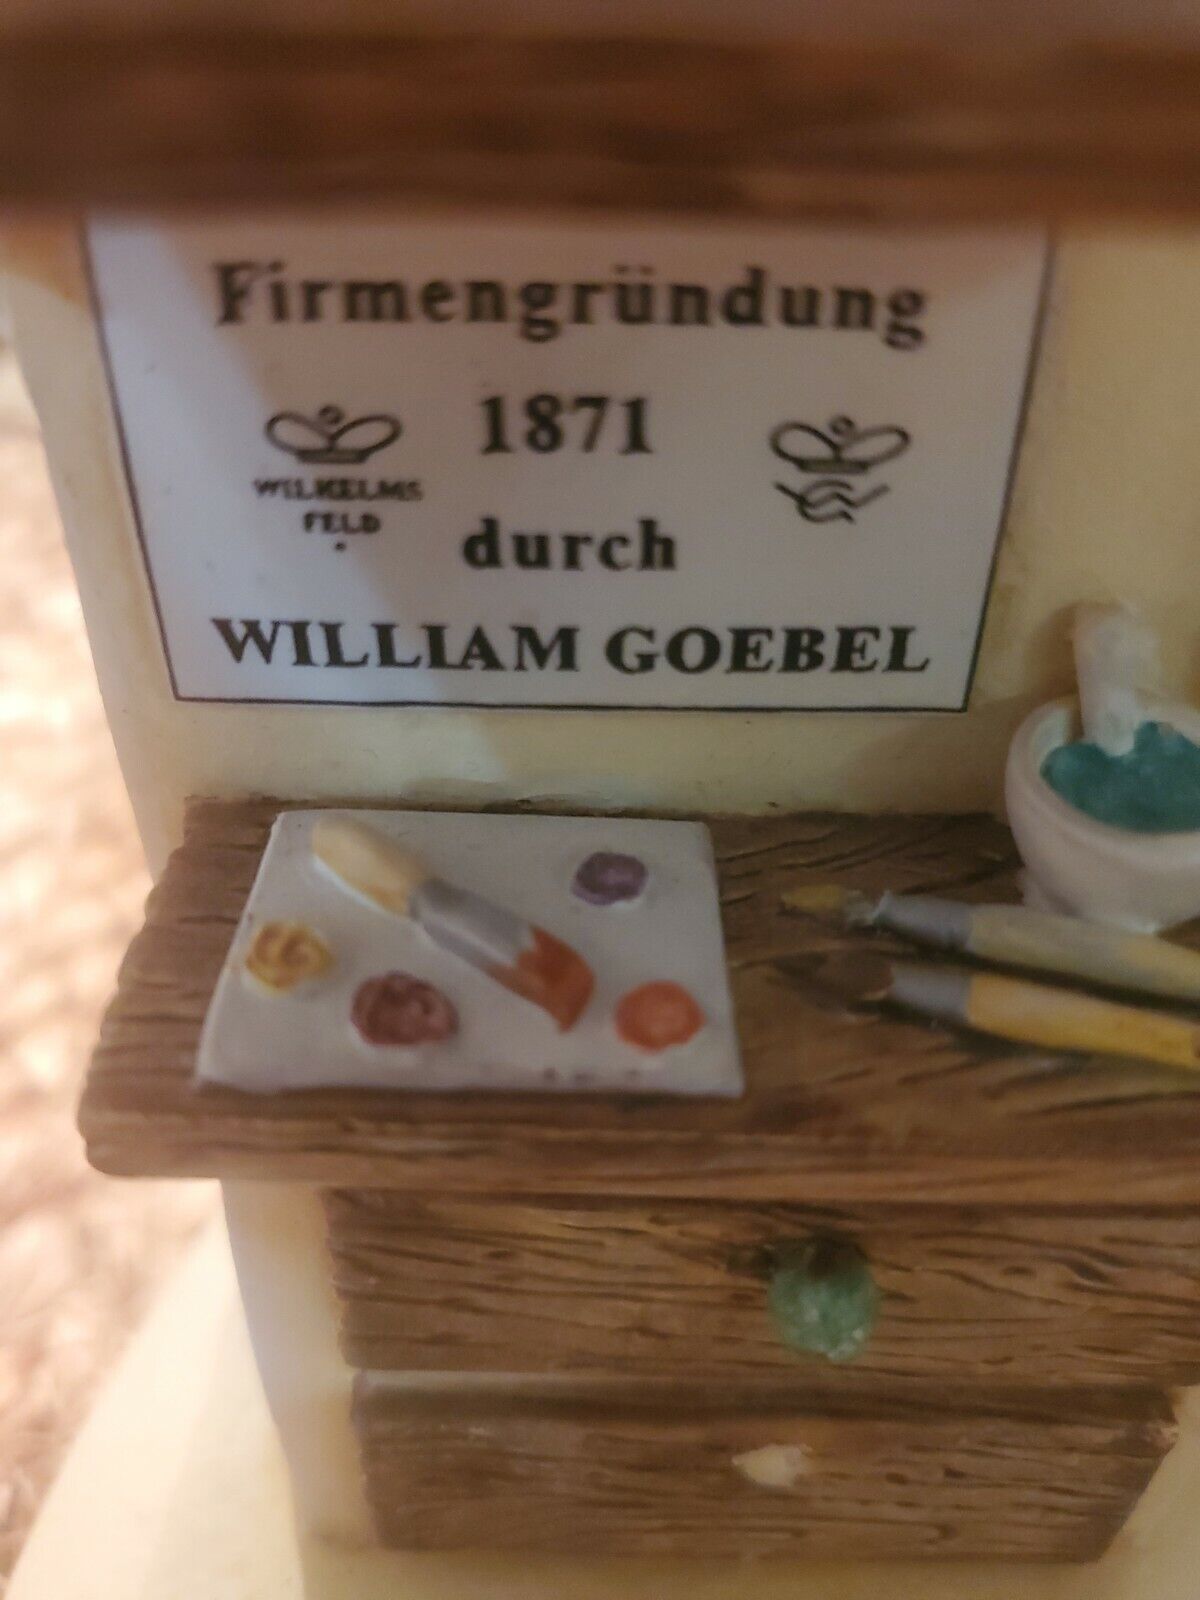 Firmengründung
1871
WILHELMS
FELD
durch
WILLIAM GOEBEL